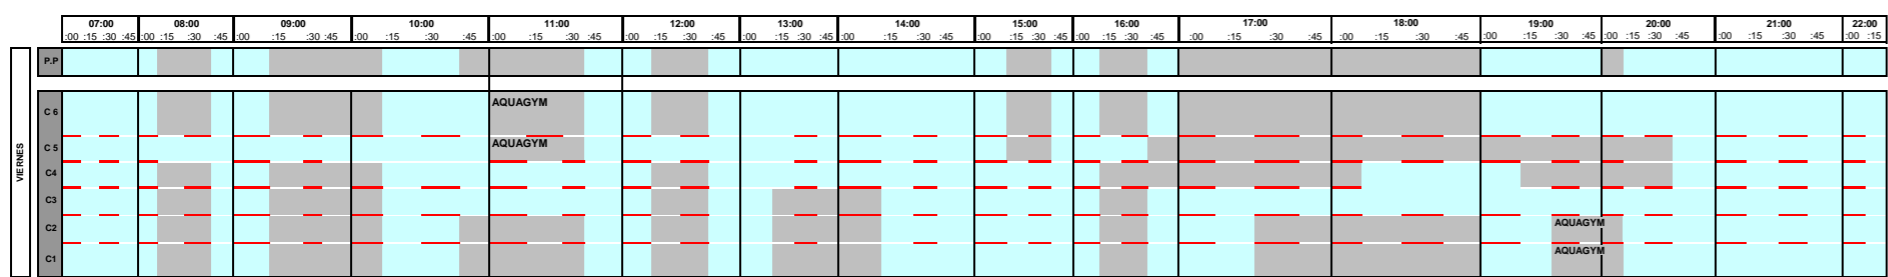 07:00 08:00 09:00 10:00 11:00 12:00 13:00 14:00 15:00 16:00 17:00 18:00 19:00 20:00 21:00 22:00
:00 :15 :30 :45 :00 :15 :30 :45 :00 :15 :30 :45 :00 :15 :30 :45 :00 :15 :30 :45 :00 :15 :30 :45 :00 :15 :30 :45 :00 :15 :30 :45 :00 :15 :30 :45 :00 :15 :30 :45 :00 :15 :30 :45 :00 :15 :30 :45 :00 :15 :30 :45 :00 :15 :30 :45 :00 :15 :30 :45 :00 :15
VIERNES
P.P
C 6 AQUAGYM
C 5 AQUAGYM
C4
C3
C2 AQUAGYM
C1 AQUAGYM